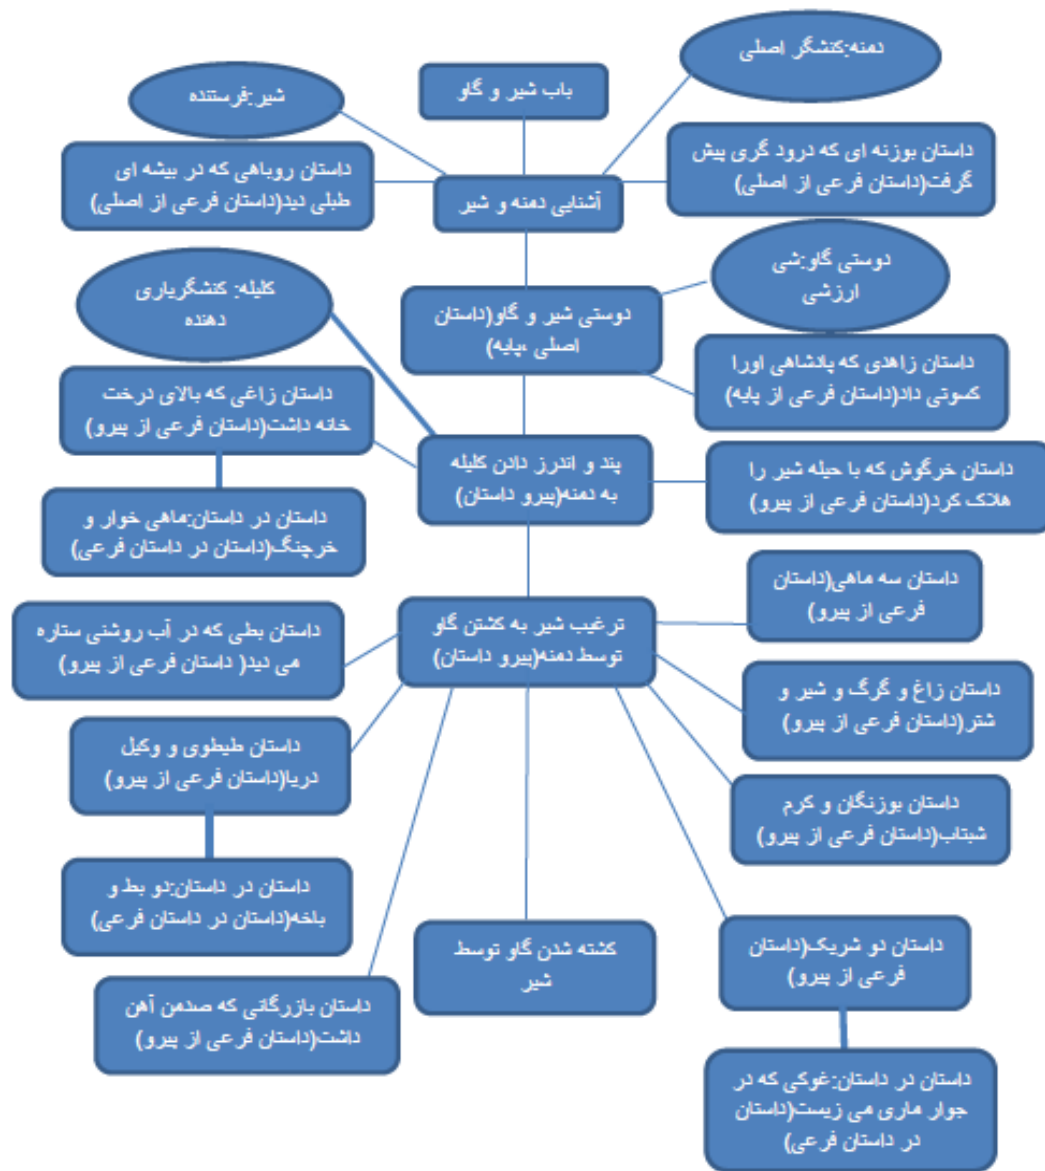 دمنه:کنشگر اصلی
باب شیر و گاو
شیر:فرستنده
داستان بوزنه ای که درود گری پیش
گرفت(داستان فرعی از اصلی)
داستان روباهی که در بیشه ای
طبلی دید(داستان فرعی از اصلی)
آشنایی دمنه و شیر
دوستی گاو:شی
ارزشی
کلیله: کنشگریاری
دهنده
دوستی شیر و گاو(داستان
اصلی ،پایه)
داستان زاهدی که پادشاهی اورا
کسوتی داد(داستان فرعی از پایه)
داستان زاغی که بالای درخت
خانه داشت(داستان فرعی از پیرو)
پند و اندرز دادن کلیله
به دمنه(پیرو داستان)
داستان خرگوش که با حیله شیر را
هلاک کرد(داستان فرعی از پیرو)
داستان در داستان:ماهی خوار و
خرچنگ(داستان در داستان فرعی)
داستان سه ماهی(داستان
فرعی از پیرو)
ترغیب شیر به کشتن گاو
توسط دمنه(پیرو داستان)
داستان بطی که در آب روشنی ستاره
می دید( داستان فرعی از پیرو)
داستان زاغ و گرگ و شیر و
شتر(داستان فرعی از پیرو)
داستان طیطوی و وکیل
دریا(داستان فرعی از پیرو)
داستان بوزنگان و کرم
شبتاب(داستان فرعی از پیرو)
داستان در داستان:دو بط و
باخه(داستان در داستان فرعی)
کشته شدن گاو توسط
شیر
داستان دو شریک(داستان
فرعی از پیرو)
داستان بازرگانی که صدمن آهن
داشت(داستان فرعی از پیرو)
داستان در داستان:غوکی که در
جوار ماری می زیست(داستان
در داستان فرعی)